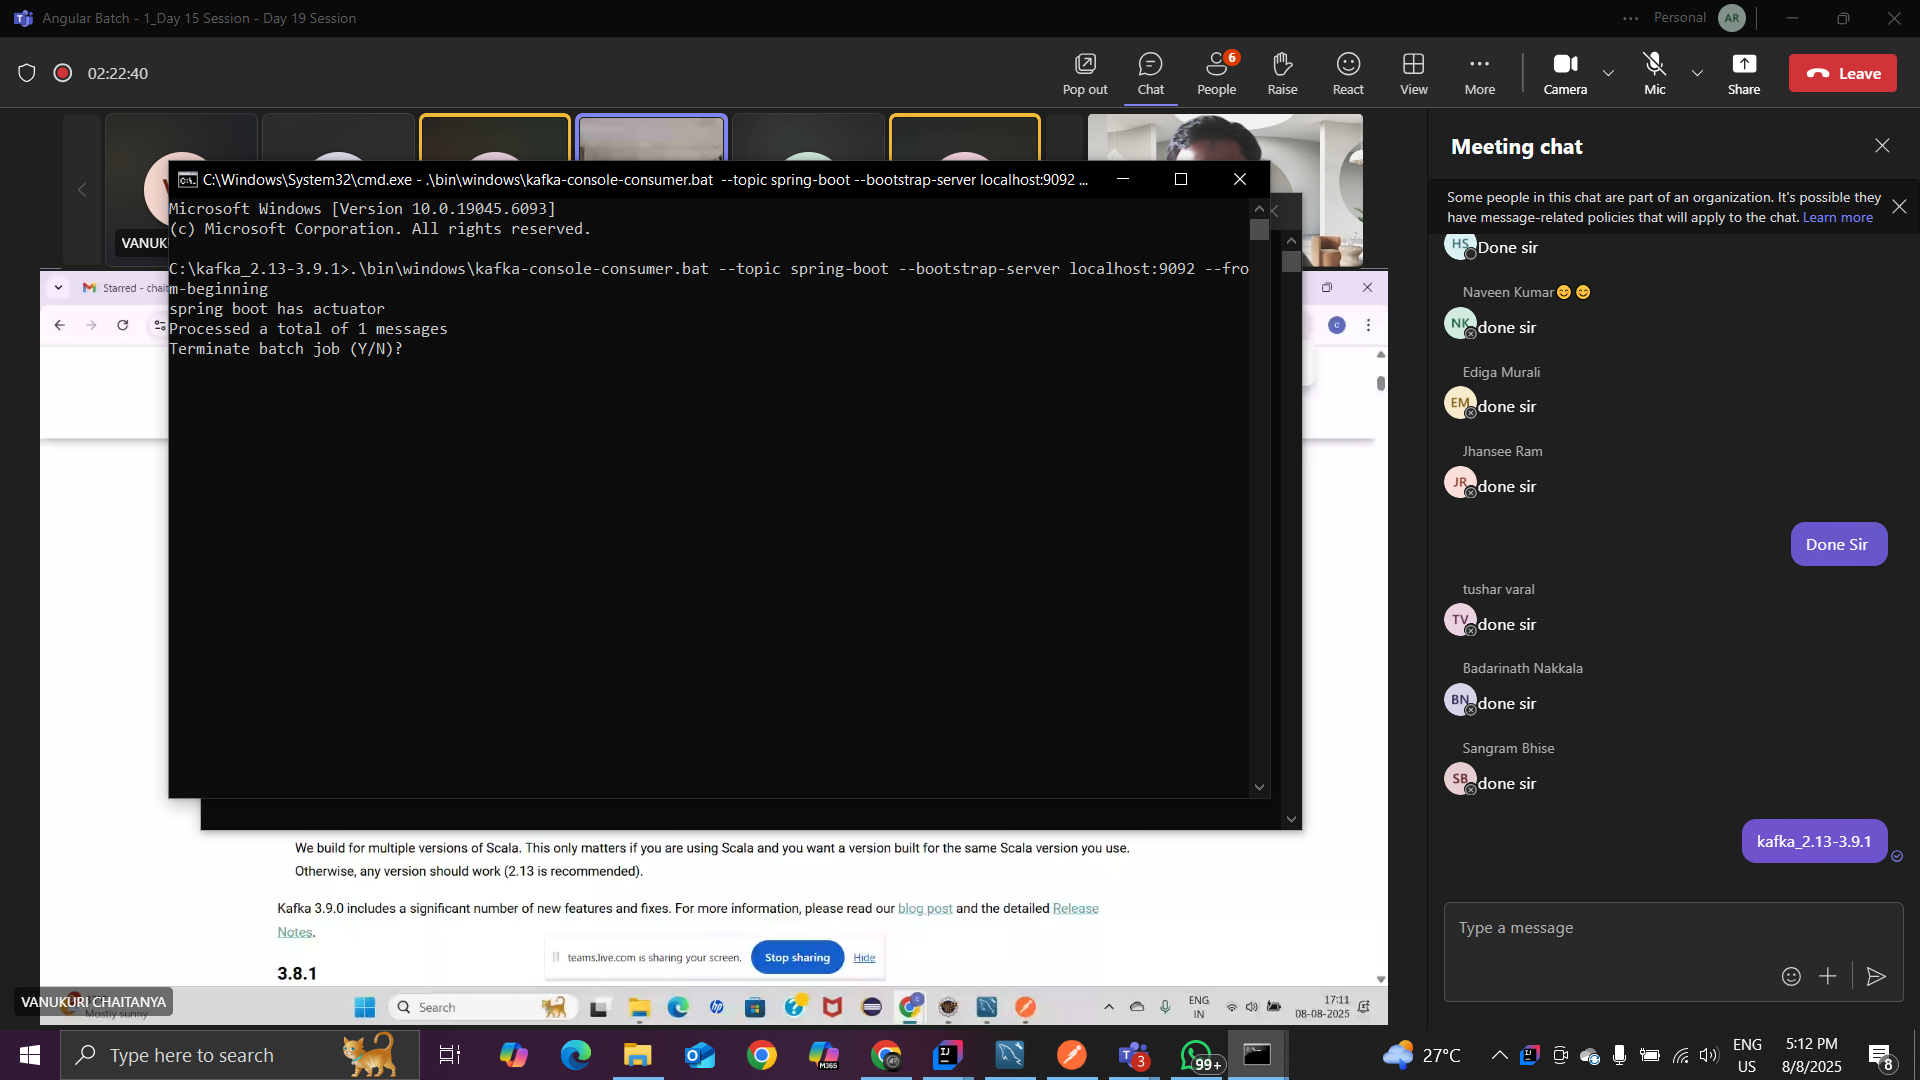 Angular Batch - 1_Day 15 Session - Day 19 Session
Personal
AR
02:22:40
Pop out
Chat
People
6
Raise
React
View
More
Camera
Mic
Share
Leave
VANUK
C:\Windows\System32\cmd.exe - .\bin\windows\kafka-console-consumer.bat --topic spring-boot --bootstrap-server localhost:9092 ...
Microsoft Windows [Version 10.0.19045.6093]
(c) Microsoft Corporation. All rights reserved.
C:\kafka_2.13-3.9.1>.\bin\windows\kafka-console-consumer.bat --topic spring-boot --bootstrap-server localhost:9092 --fro
m-beginning
spring boot has actuator
Processed a total of 1 messages
Terminate batch job (Y/N)?
Starred - chait
We build for multiple versions of Scala. This only matters if you are using Scala and you want a version built for the same Scala version you use.
Otherwise, any version should work (2.13 is recommended).
Kafka 3.9.0 includes a significant number of new features and fixes. For more information, please read our blog post and the detailed Release
Notes.
teams.live.com is sharing your screen.
Stop sharing
Hide
3.8.1
VANUKURI CHAITANYA
Mostly sunny
Search
ENG
IN
17:11
08-08-2025
Meeting chat
Some people in this chat are part of an organization. It's possible they
have message-related policies that will apply to the chat. Learn more
HS
Done sir
Naveen Kumar😊 😊
NK
done sir
Ediga Murali
EM
done sir
Jhansee Ram
JR
done sir
Done Sir
tushar varal
TV
done sir
Badarinath Nakkala
BN
done sir
Sangram Bhise
SB
done sir
kafka_2.13-3.9.1
Type a message
Type here to search
M365
3
99+
27°C
ENG
US
5:12 PM
8/8/2025
8